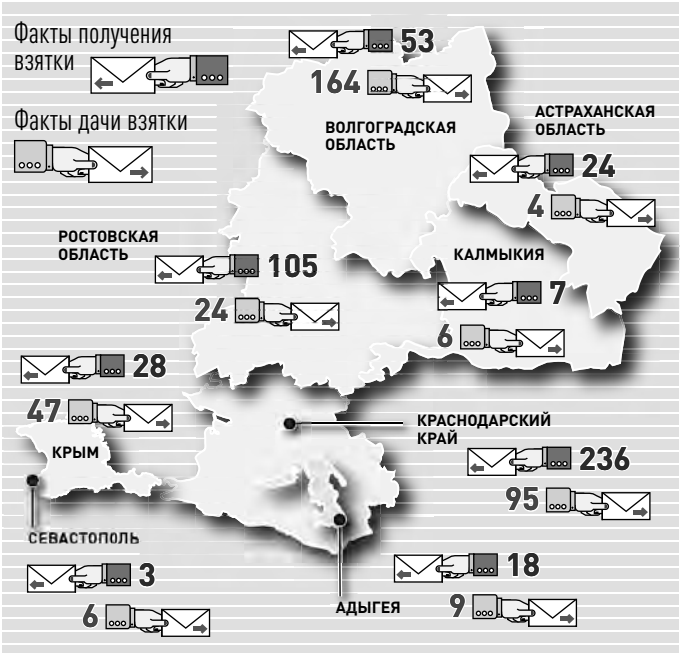 Факты получения
взятки
Факты дачи взятки
53
164
ВОЛГОГРАДСКАЯ
ОБЛАСТЬ
АСТРАХАНСКАЯ
ОБЛАСТЬ
24
4
РОСТОВСКАЯ
ОБЛАСТЬ
105
24
КАЛМЫКИЯ
7
6
28
47
КРЫМ
КРАСНОДАРСКИЙ
КРАЙ
236
95
СЕВАСТОПОЛЬ
3
6
АДЫГЕЯ
18
9